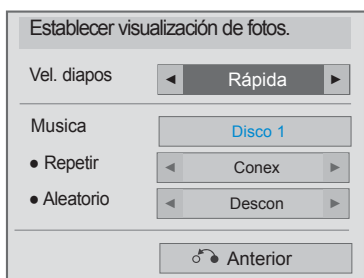 Establecer visualización de fotos.
Vel. diapos ◄ Rápida ►
Musica Disco 1
● Repetir ◄ Conex ►
● Aleatorio ◄ Descon ►
Anterior